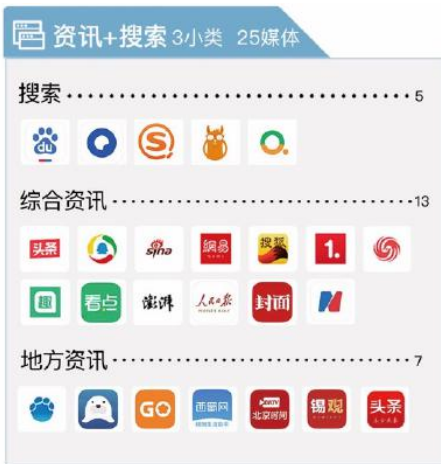 资讯+搜索 3小类 25媒体
搜索 5
du S
综合资讯 13
头条 sina 網易 搜狐 1.
趣 看点 澎湃 人民日报 封面
地方资讯 7
GO 西部网 北京时间 锡观 头条